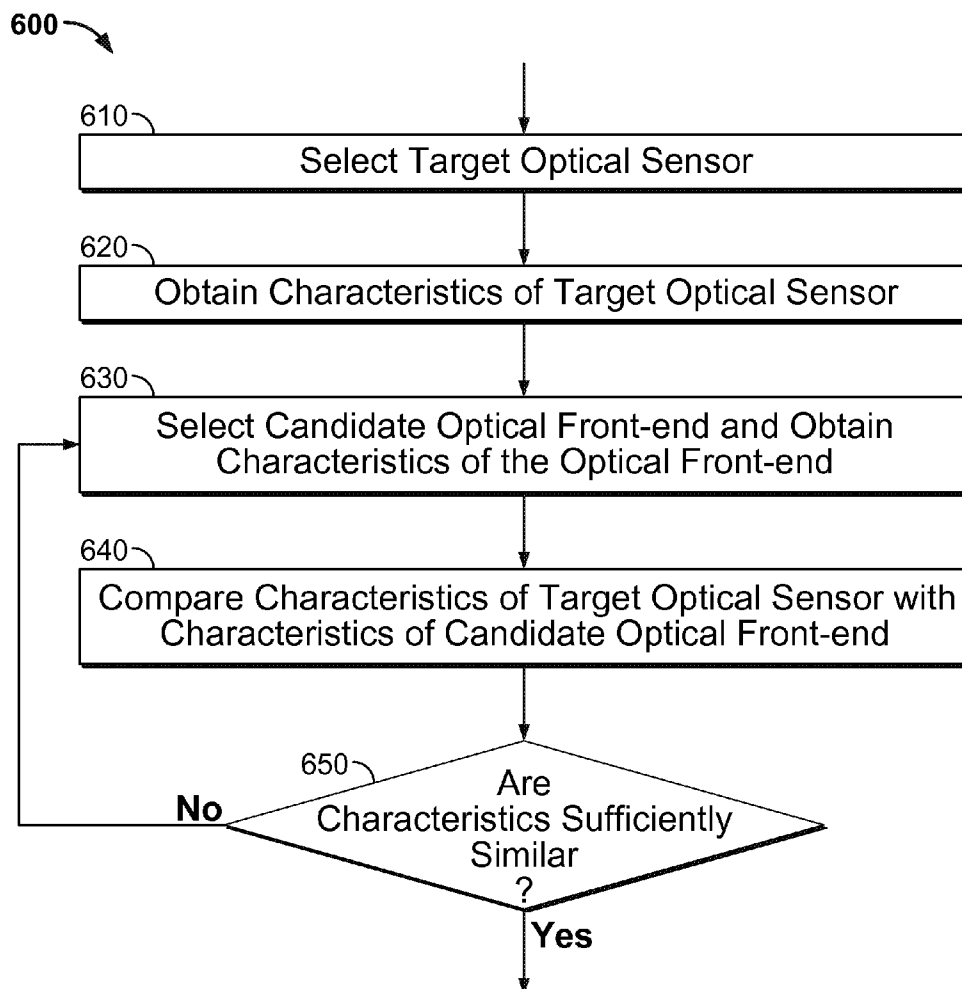 600
610
Select Target Optical Sensor
620
Obtain Characteristics of Target Optical Sensor
630
Select Candidate Optical Front-end and Obtain
Characteristics of the Optical Front-end
640
Compare Characteristics of Target Optical Sensor with
Characteristics of Candidate Optical Front-end
650
Are
Characteristics Sufficiently
Similar
?
No
Yes